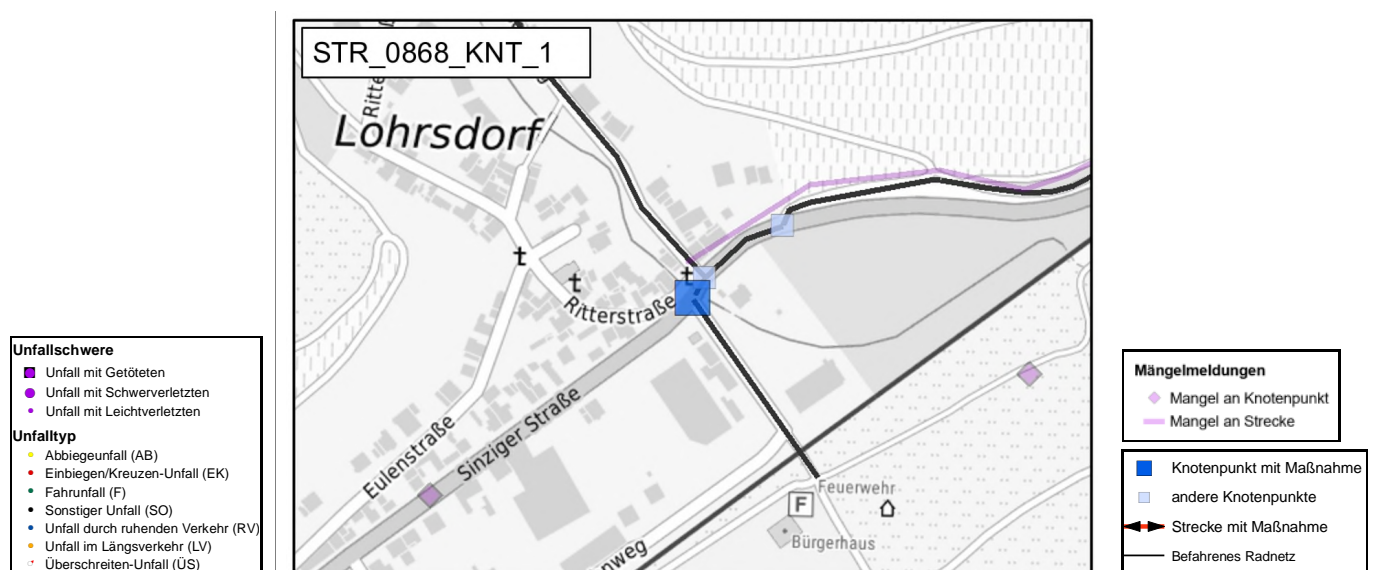 STR_0868_KNT_1
Ritte
Lohrsdorf
Ritterstraße
Eulenstraße
Sinziger Straße
Feuerwehr
F
Bürgerhaus
nweg
Unfallschwere
Unfall mit Getöteten
Unfall mit Schwerverletzten
Unfall mit Leichtverletzten
Unfalltyp
Abbiegeunfall (AB)
Einbiegen/Kreuzen-Unfall (EK)
Fahrunfall (F)
Sonstiger Unfall (SO)
Unfall durch ruhenden Verkehr (RV)
Unfall im Längsverkehr (LV)
Überschreiten-Unfall (ÜS)
Mängelmeldungen
Mangel an Knotenpunkt
Mangel an Strecke
Knotenpunkt mit Maßnahme
andere Knotenpunkte
Strecke mit Maßnahme
Befahrenes Radnetz